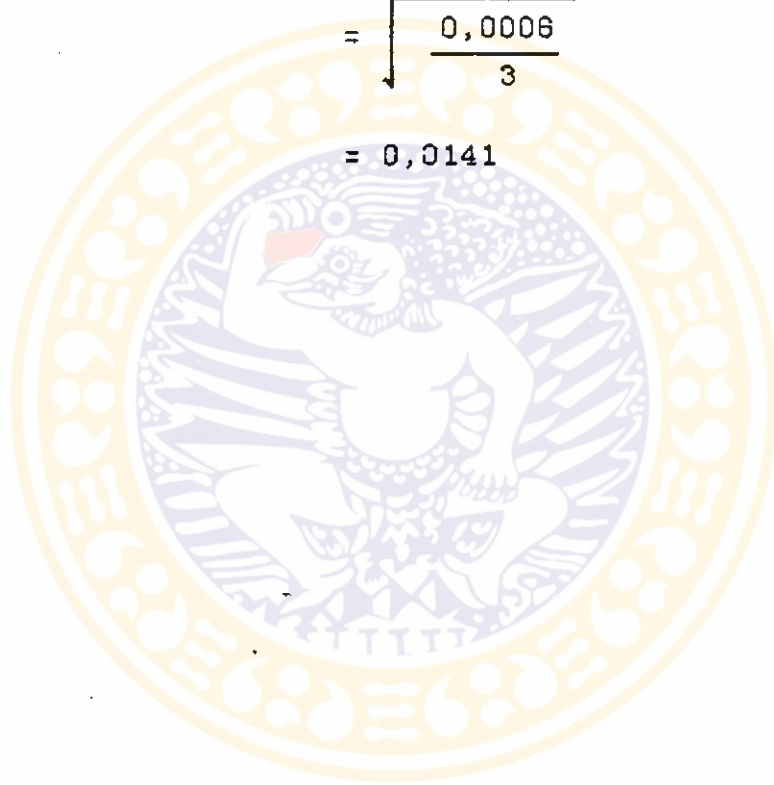 = √ 0,0006
3
= 0,0141